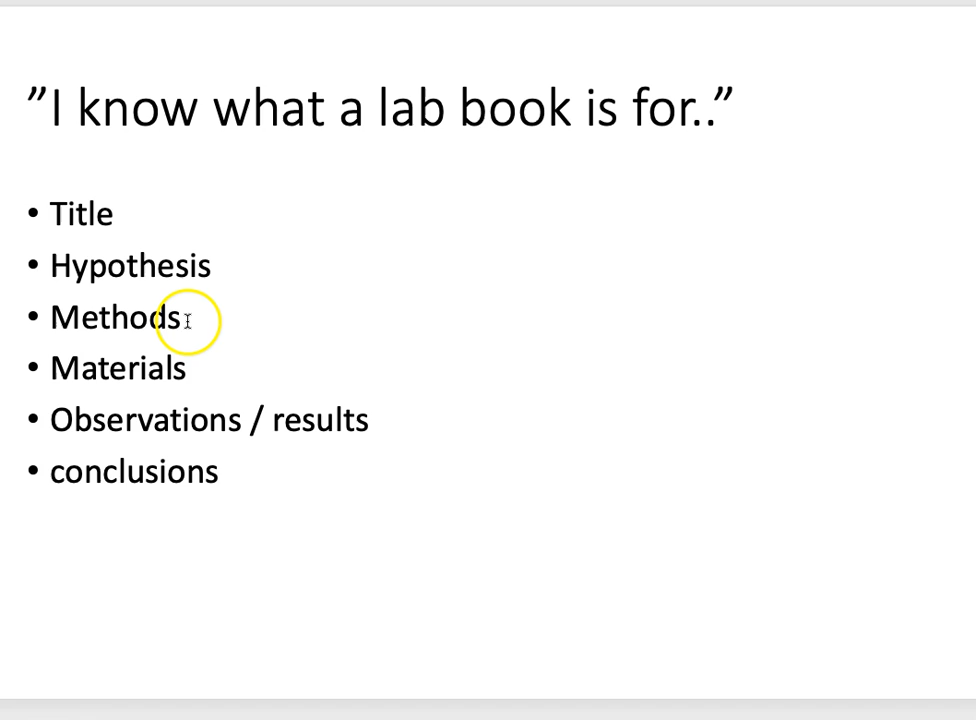 ”I know what a lab book is for..”
• Title
• Hypothesis
• Methods
• Materials
• Observations / results
• conclusions